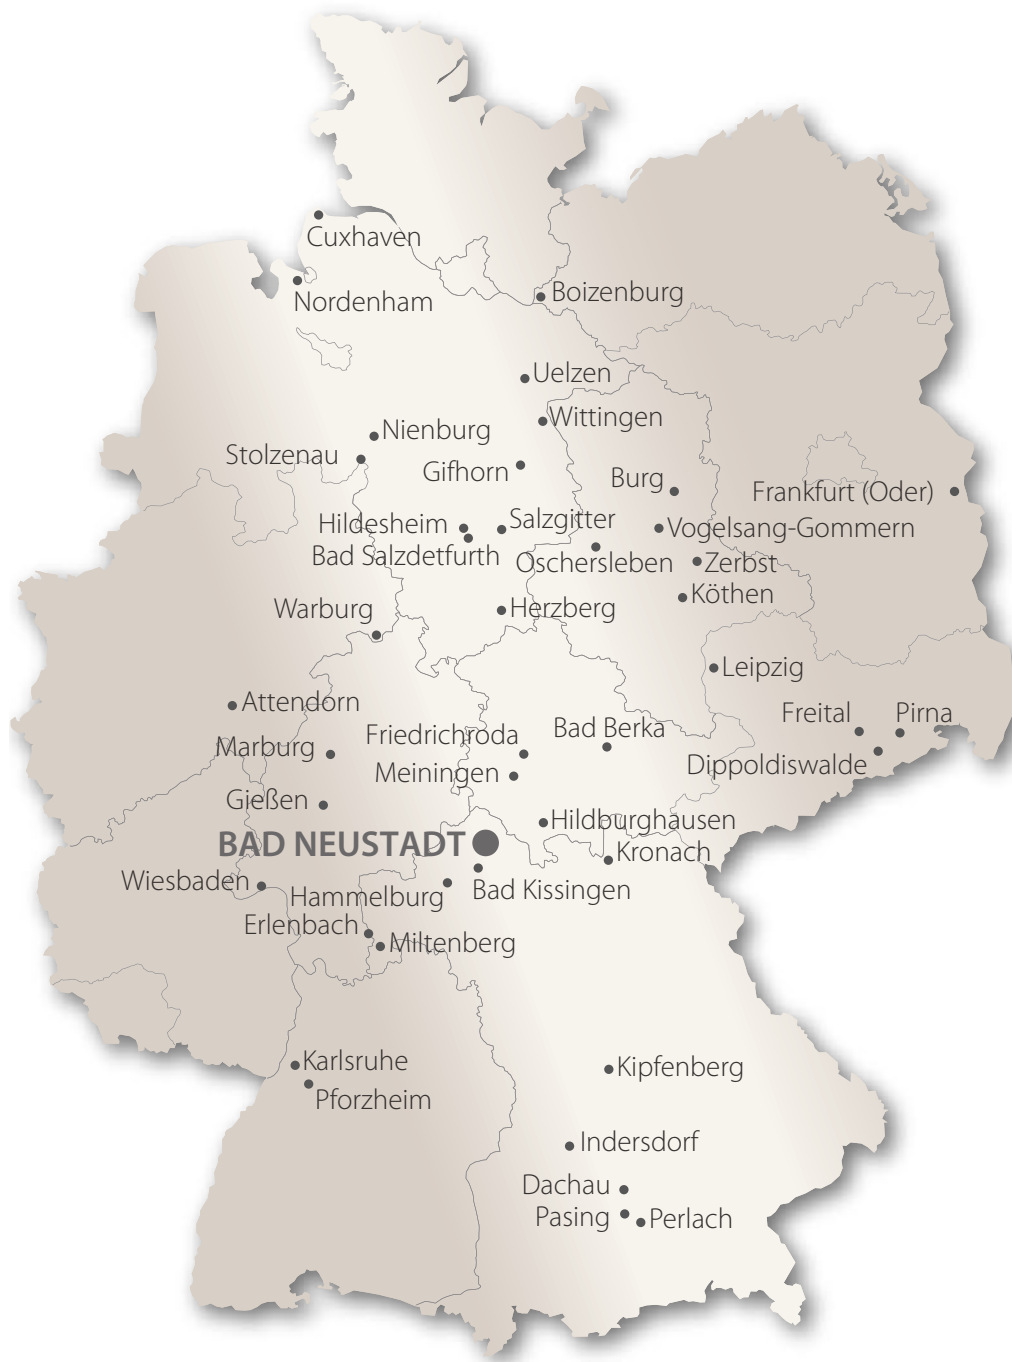 Cuxhaven
Nordenham
Boizenburg
Uelzen
Wittingen
Nienburg
Stolzenau
Gifhorn
Burg
Frankfurt (Oder)
Hildesheim
Salzgitter
Vogelsang-Gommern
Bad Salzdetfurth
Oschersleben
Zerbst
Köthen
Warburg
Herzberg
Leipzig
Attendorn
Freital
Pirna
Friedrichroda
Bad Berka
Marburg
Meiningen
Dippoldiswalde
Gießen
Hildburghausen
BAD NEUSTADT
Kronach
Wiesbaden
Hammelburg
Bad Kissingen
Erlenbach
Miltenberg
Karlsruhe
Kipfenberg
Pforzheim
Indersdorf
Dachau
Pasing
Perlach